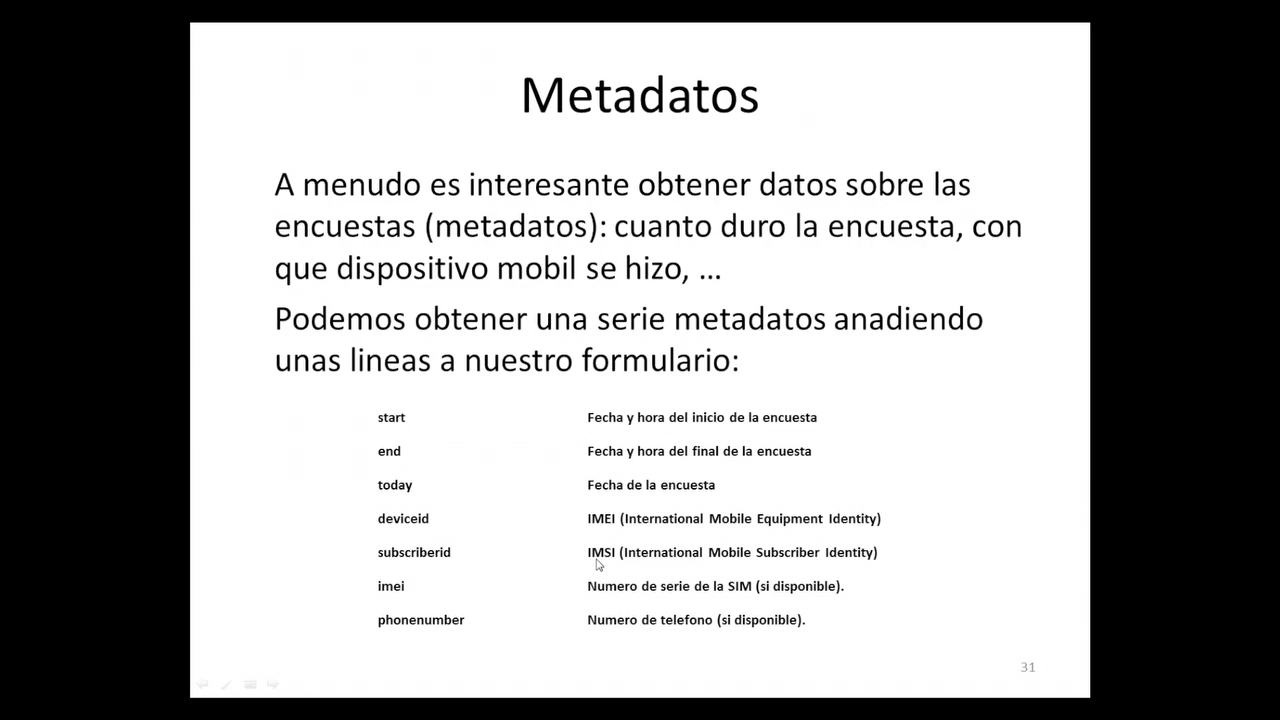 Metadatos
A menudo es interesante obtener datos sobre las
encuestas (metadatos): cuanto duro la encuesta, con
que dispositivo mobil se hizo, ...
Podemos obtener una serie metadatos anadiendo
unas lineas a nuestro formulario:
start Fecha y hora del inicio de la encuesta
end Fecha y hora del final de la encuesta
today Fecha de la encuesta
deviceid IMEI (International Mobile Equipment Identity)
subscriberid IMSI (International Mobile Subscriber Identity)
imei Numero de serie de la SIM (si disponible).
phonenumber Numero de telefono (si disponible).
31